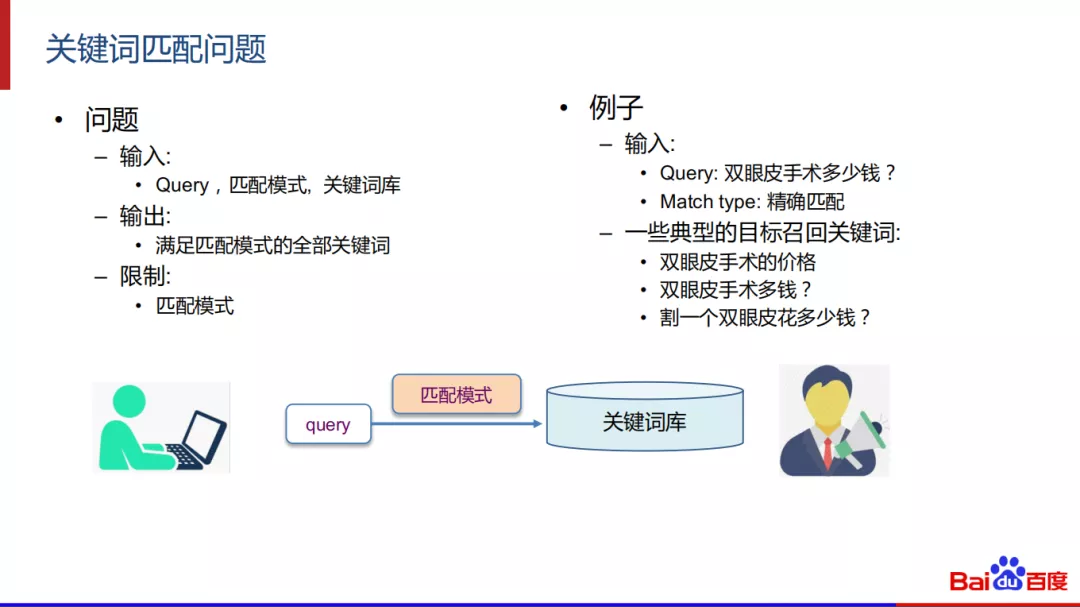 关键词匹配问题
• 问题
– 输入:
• Query，匹配模式, 关键词库
– 输出:
• 满足匹配模式的全部关键词
– 限制:
• 匹配模式
• 例子
– 输入:
• Query: 双眼皮手术多少钱？
• Match type: 精确匹配
– 一些典型的目标召回关键词:
• 双眼皮手术的价格
• 双眼皮手术多钱？
• 割一个双眼皮花多少钱？
query
匹配模式
关键词库
Baidu百度